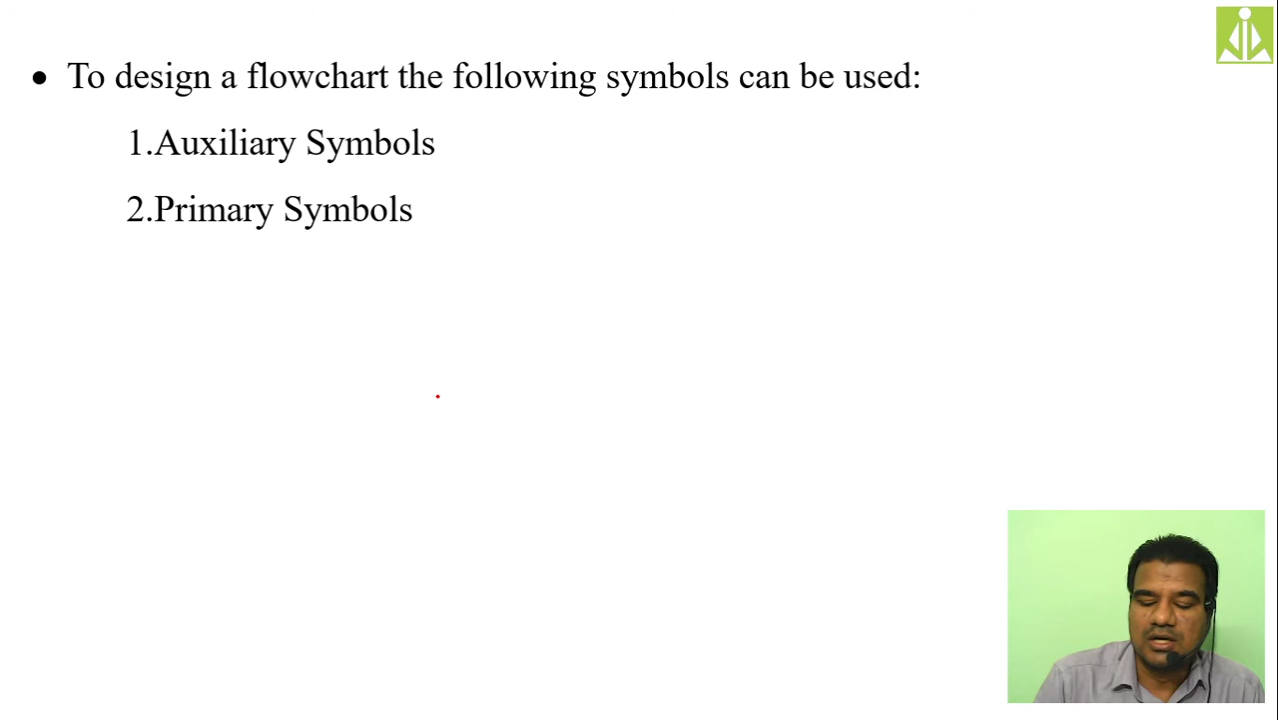 • To design a flowchart the following symbols can be used:
1.Auxiliary Symbols
2.Primary Symbols